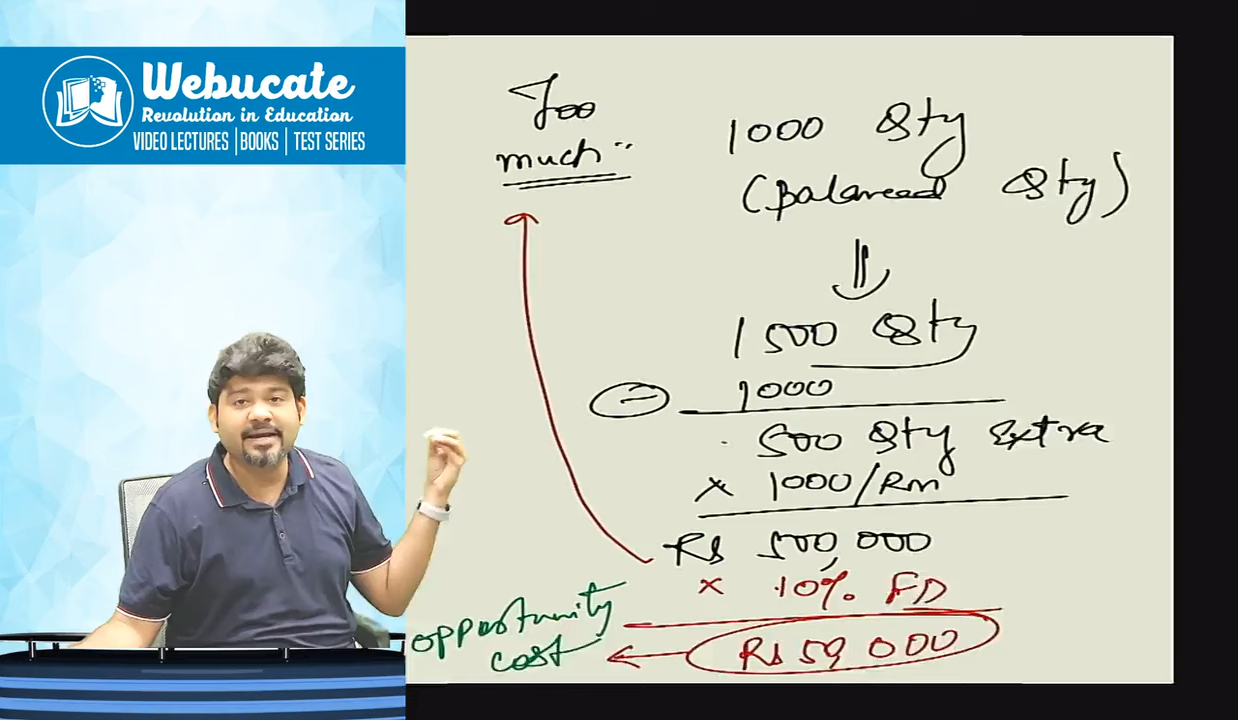 Webucate
Revolution in Education
VIDEO LECTURES | BOOKS | TEST SERIES
Too
much
1000 Qty
(Balanced Qty)
1500 Qty
1000
500 Qty Extra
x 1000/RM
Rs 500,000
x 10% FD
Rs 50,000
opportunity
cost